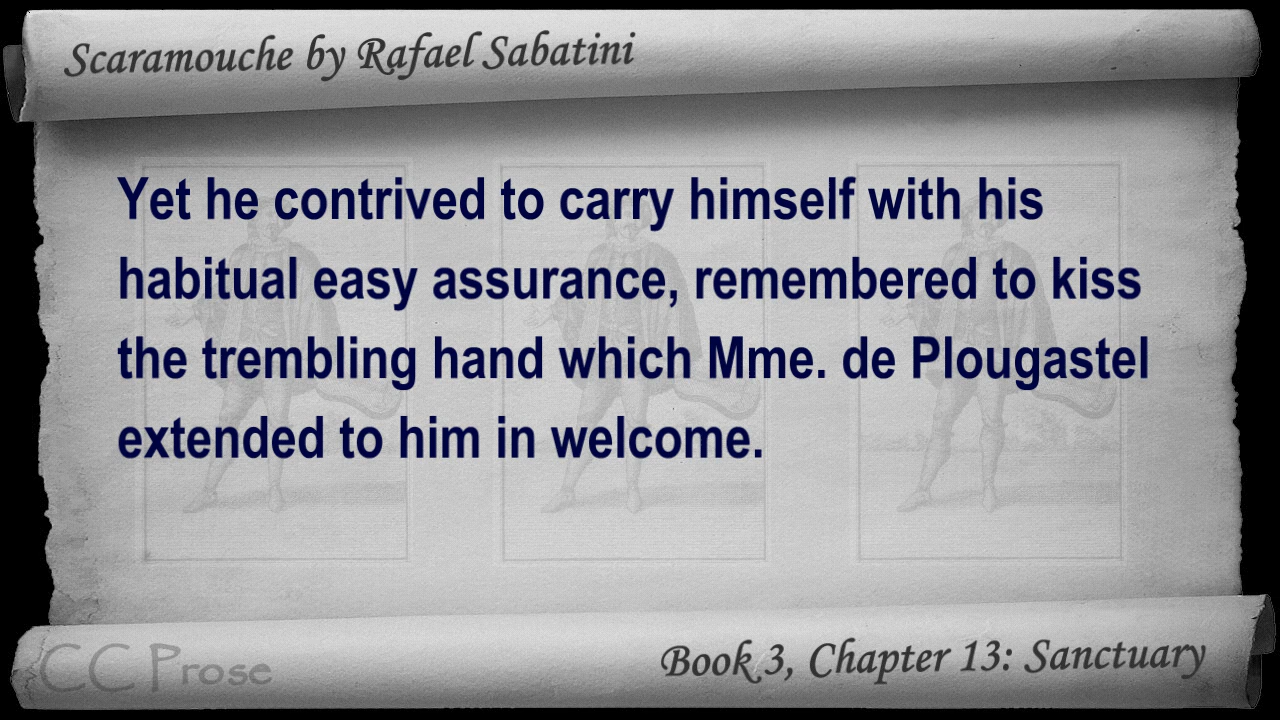 Scaramouche by Rafael Sabatini
Yet he contrived to carry himself with his
habitual easy assurance, remembered to kiss
the trembling hand which Mme. de Plougastel
extended to him in welcome.
CC Prose
Book 3, Chapter 13: Sanctuary